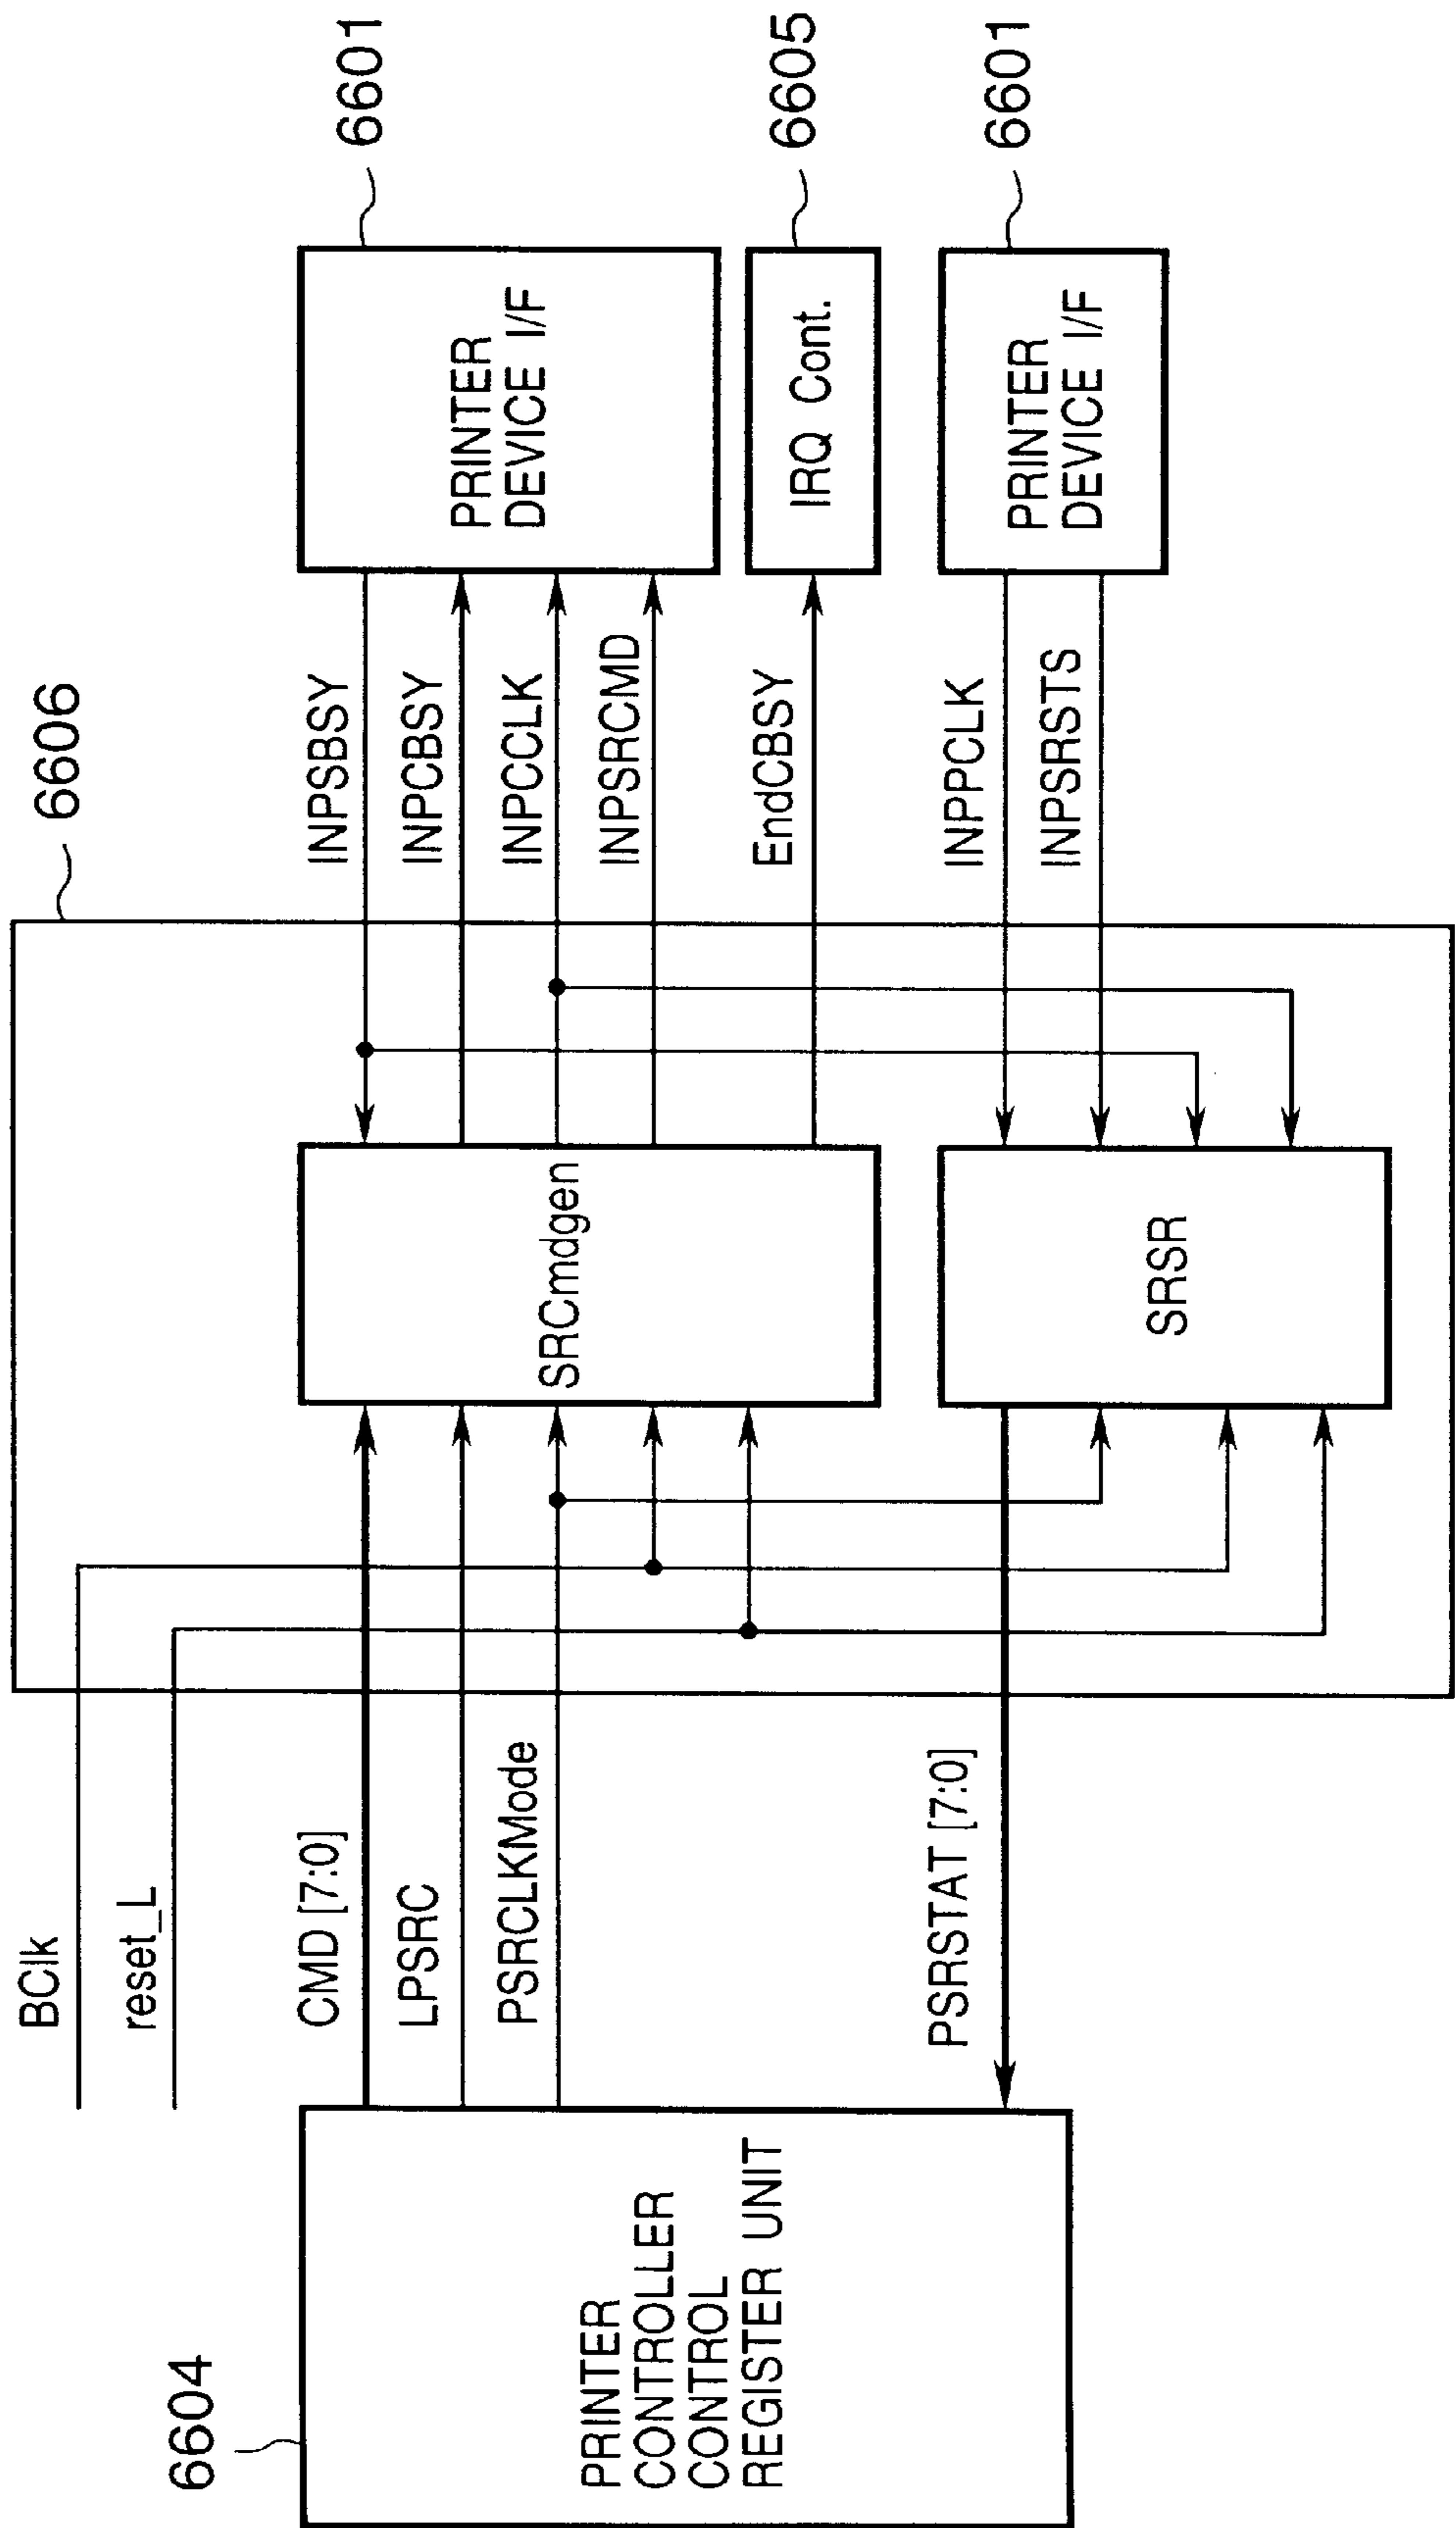 6606
BClk
reset_L
6604
PRINTER
CONTROLLER
CONTROL
REGISTER UNIT
CMD [7:0]
LPSRC
PSRCLKMode
PSRSTAT [7:0]
SRCmdgen
SRSR
INPSBSY
INPCBSY
INPCCLK
INPSRCMD
EndCBSY
INPPCLK
INPSRSTS
PRINTER
DEVICE I/F
6601
IRQ Cont.
6605
PRINTER
DEVICE I/F
6601